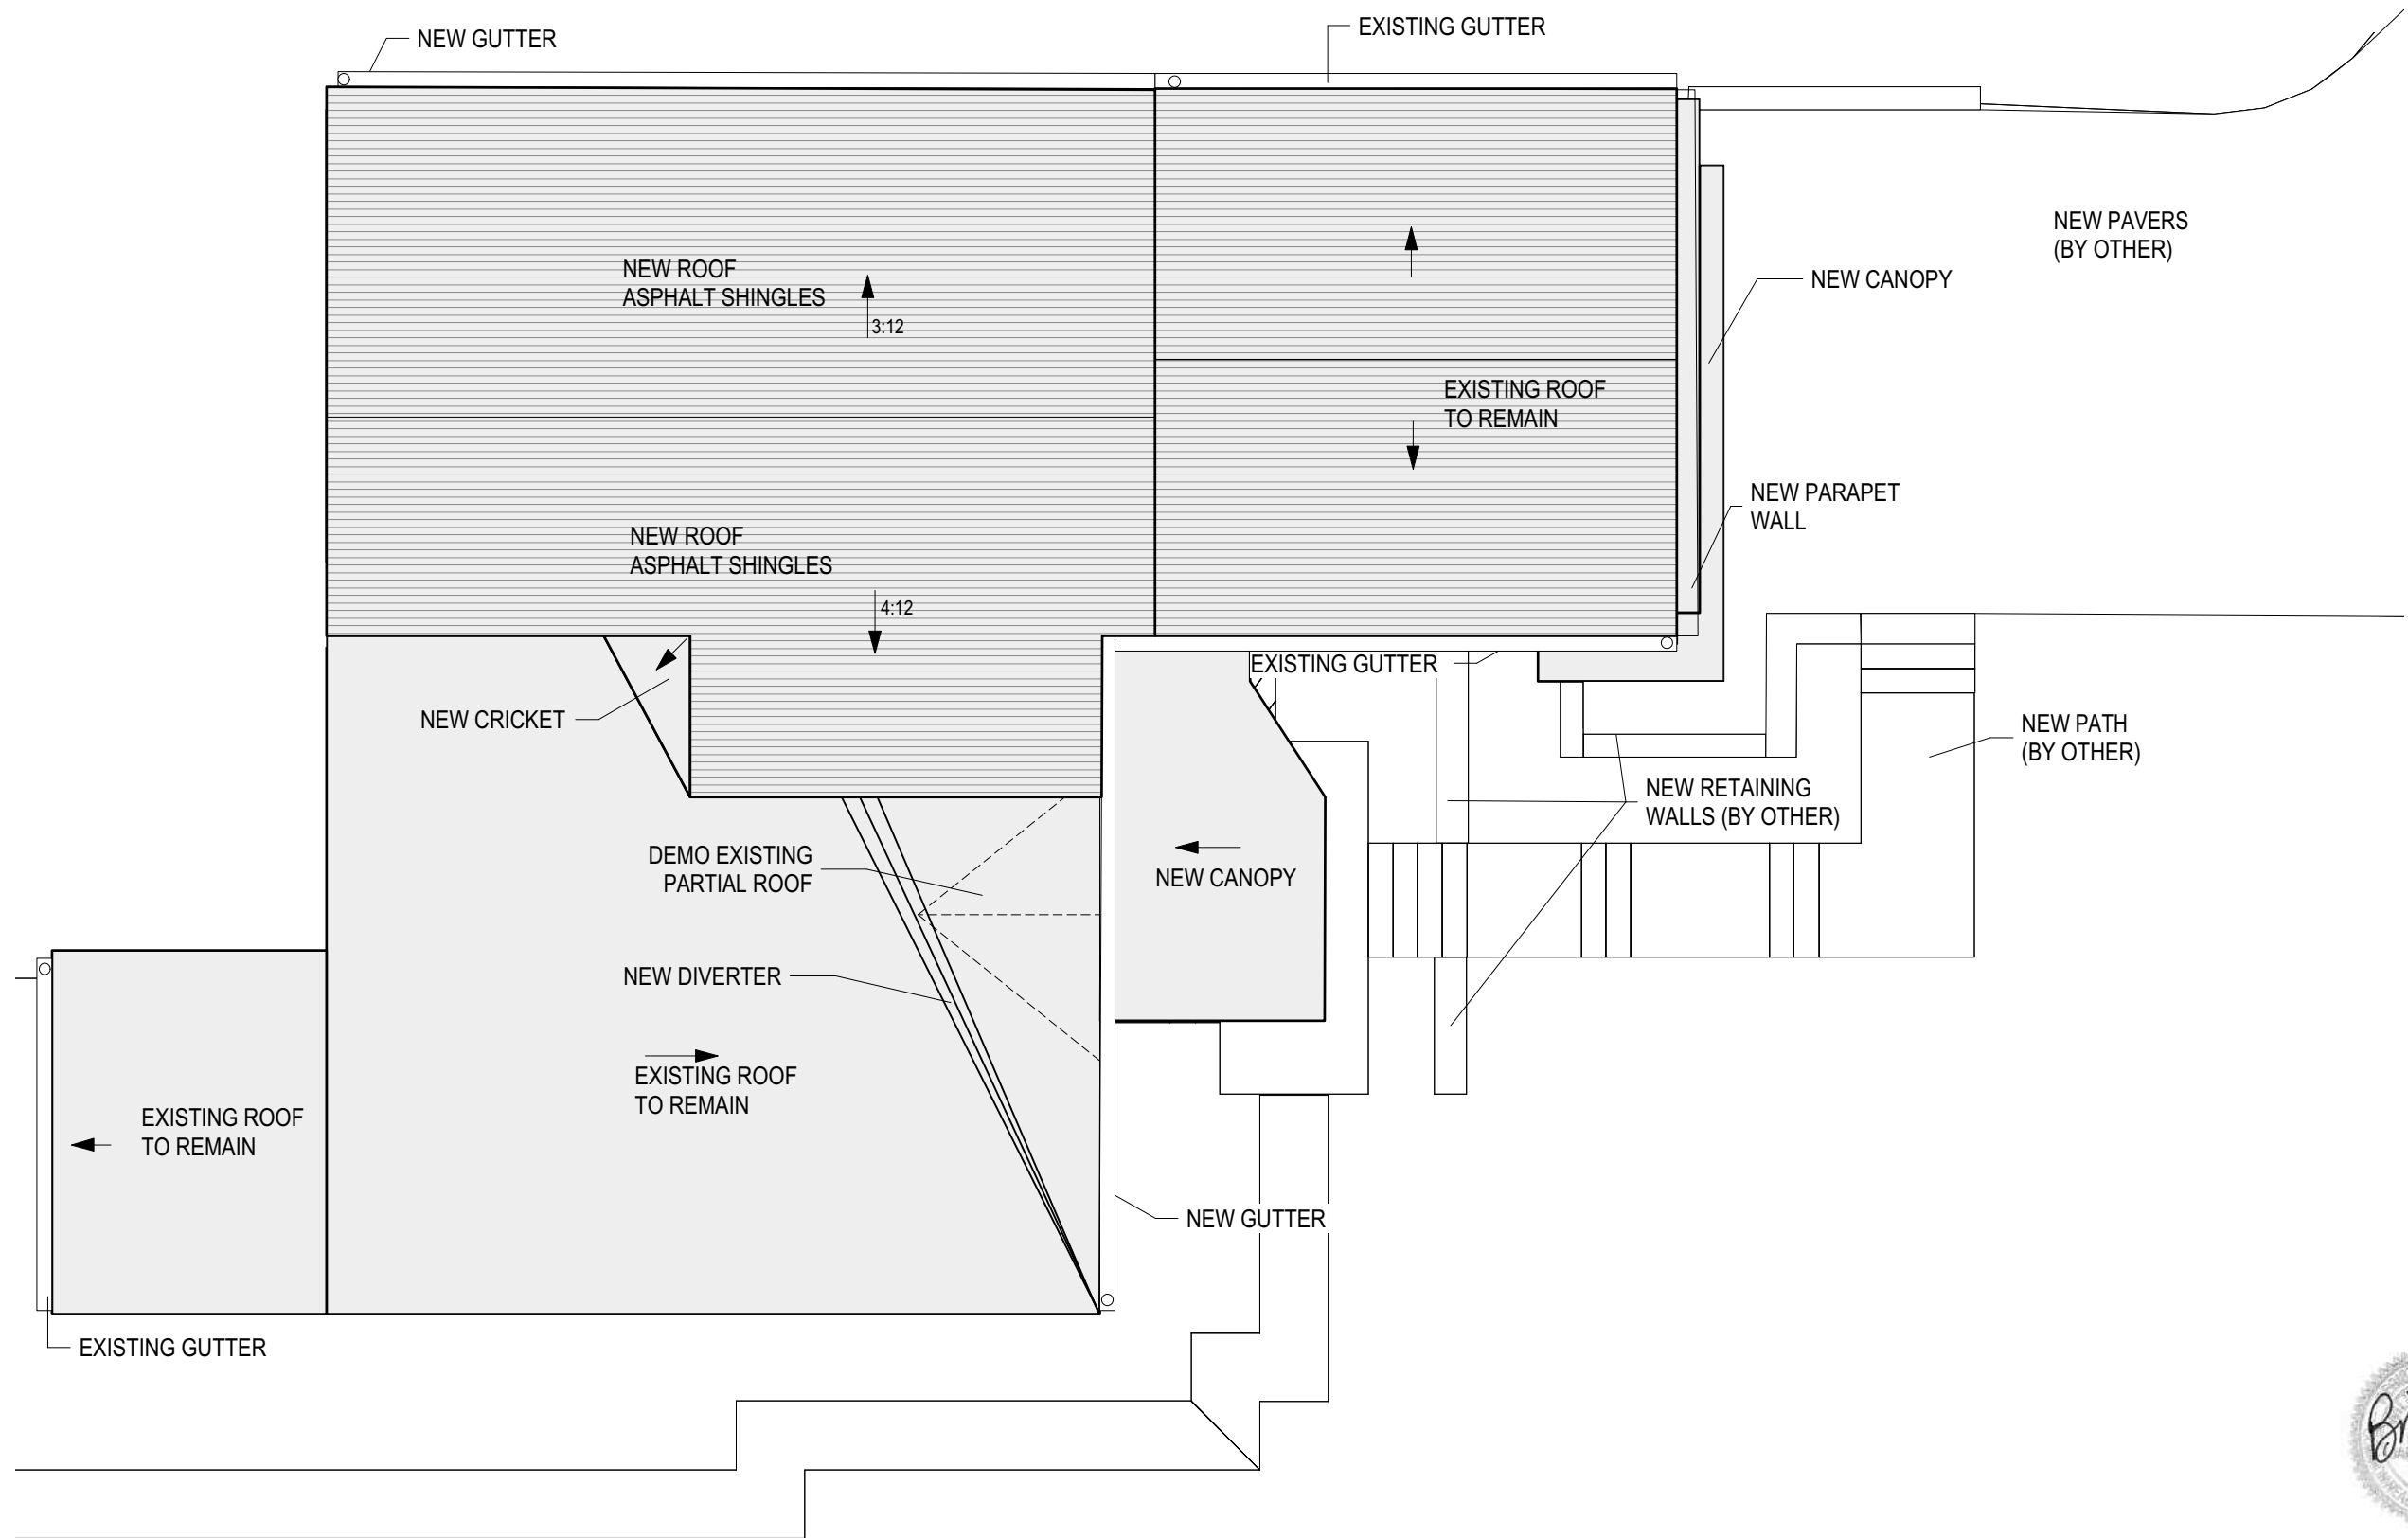 NEW GUTTER
EXISTING GUTTER
NEW PAVERS
(BY OTHER)
NEW ROOF
ASPHALT SHINGLES
3:12
NEW CANOPY
EXISTING ROOF
TO REMAIN
NEW PARAPET
WALL
NEW ROOF
ASPHALT SHINGLES
4:12
EXISTING GUTTER
NEW CRICKET
NEW PATH
(BY OTHER)
NEW RETAINING
WALLS (BY OTHER)
DEMO EXISTING
PARTIAL ROOF
NEW CANOPY
NEW DIVERTER
EXISTING ROOF
TO REMAIN
EXISTING ROOF
TO REMAIN
NEW GUTTER
EXISTING GUTTER